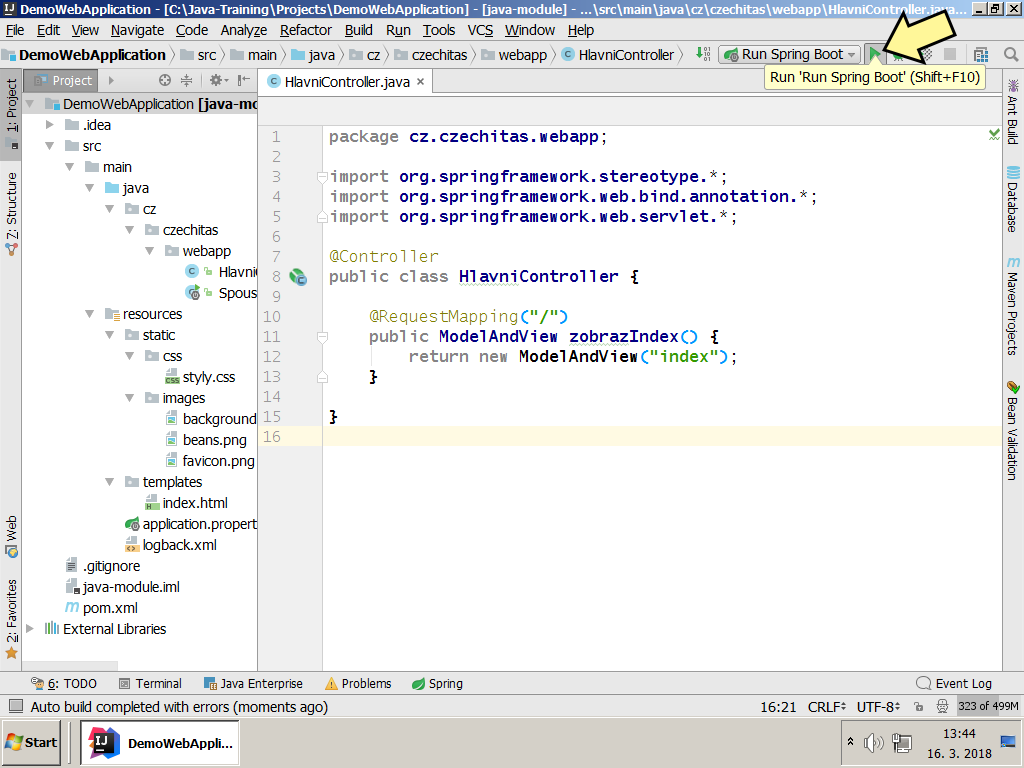 DemoWebApplication - [C:\Java-Training\Projects\DemoWebApplication] - [java-module] - ...\src\main\java\cz\czechitas\webapp\HlavniController.java...
File Edit View Navigate Code Analyze Refactor Build Run Tools VCS Window Help
DemoWebApplication src main java cz czechitas webapp HlavniController Run Spring Boot
Run 'Run Spring Boot' (Shift+F10)
Project
HlavniController.java
1: Project
7: Structure
Web
2: Favorites
DemoWebApplication [java-mo
.idea
src
main
java
cz
czechitas
webapp
Hlavni
Spous
resources
static
css
styly.css
images
background
beans.png
favicon.png
templates
index.html
application.propert
logback.xml
.gitignore
java-module.iml
pom.xml
External Libraries
1 package cz.czechitas.webapp;
2
3 import org.springframework.stereotype.*;
4 import org.springframework.web.bind.annotation.*;
5 import org.springframework.web.servlet.*;
6
7 @Controller
8 public class HlavniController {
9
10 @RequestMapping("/")
11 public ModelAndView zobrazIndex() {
12 return new ModelAndView("index");
13 }
14
15 }
16
Ant Build
Database
Maven Projects
Bean Validation
6: TODO Terminal Java Enterprise Problems Spring Event Log
Auto build completed with errors (moments ago) 16:21 CRLF UTF-8 323 of 499M
Start DemoWebAppli... 13:44
16. 3. 2018